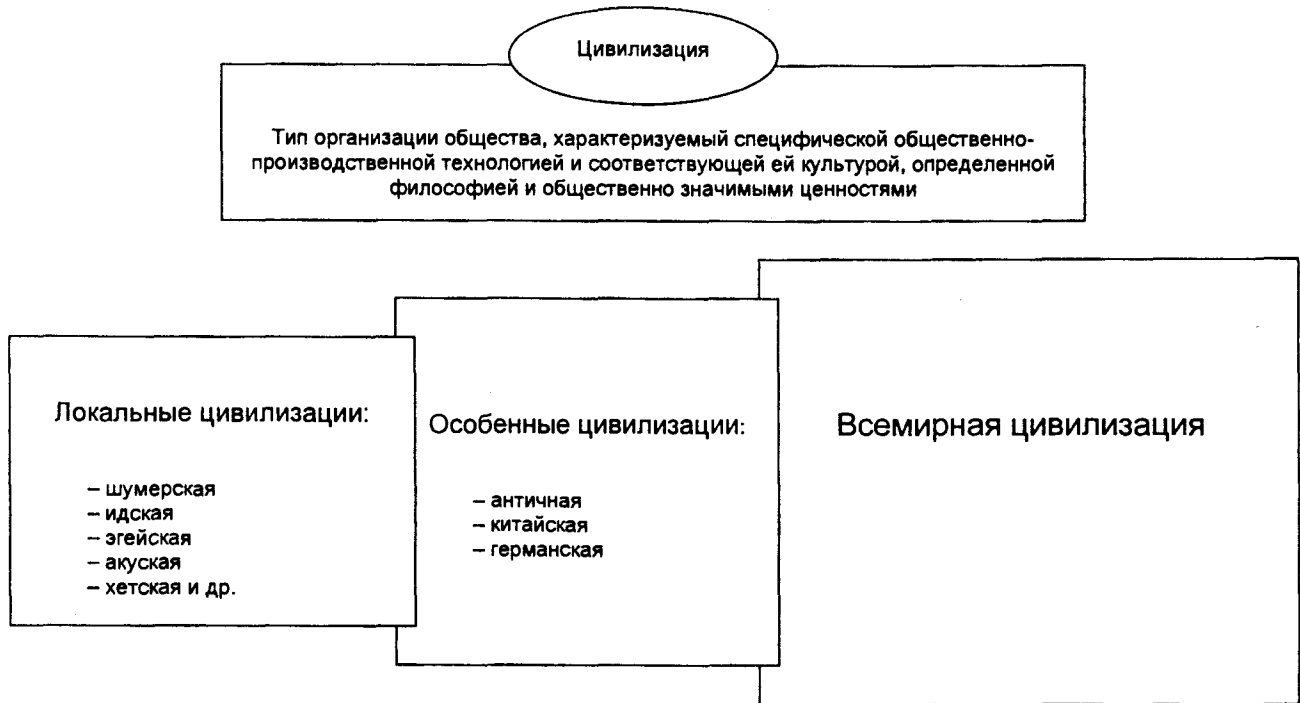 Цивилизация
Тип организации общества, характеризуемый специфической общественно-
производственной технологией и соответствующей ей культурой, определенной
философией и общественно значимыми ценностями
Локальные цивилизации:
– шумерская
– идская
– эгейская
– акуская
– хетская и др.
Особенные цивилизации:
– античная
– китайская
– германская
Всемирная цивилизация